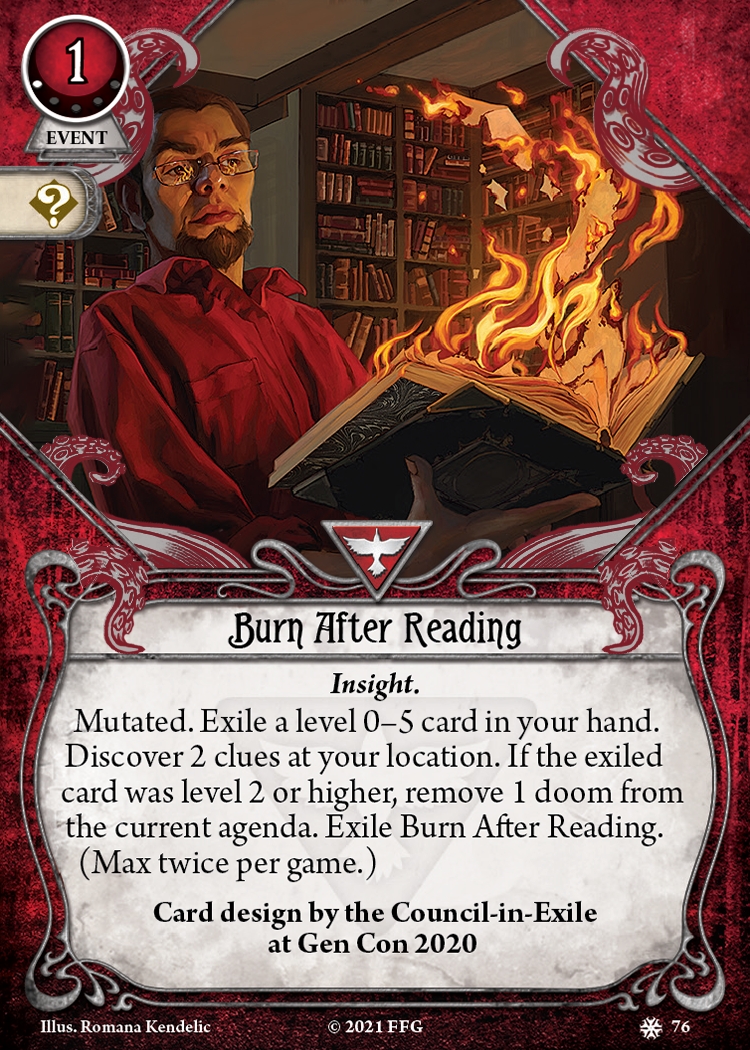 1
EVENT
?
Burn After Reading
Insight.
Mutated. Exile a level 0–5 card in your hand.
Discover 2 clues at your location. If the exiled
card was level 2 or higher, remove 1 doom from
the current agenda. Exile Burn After Reading.
(Max twice per game.)
Card design by the Council-in-Exile
at Gen Con 2020
Illus. Romana Kendelic
© 2021 FFG
76